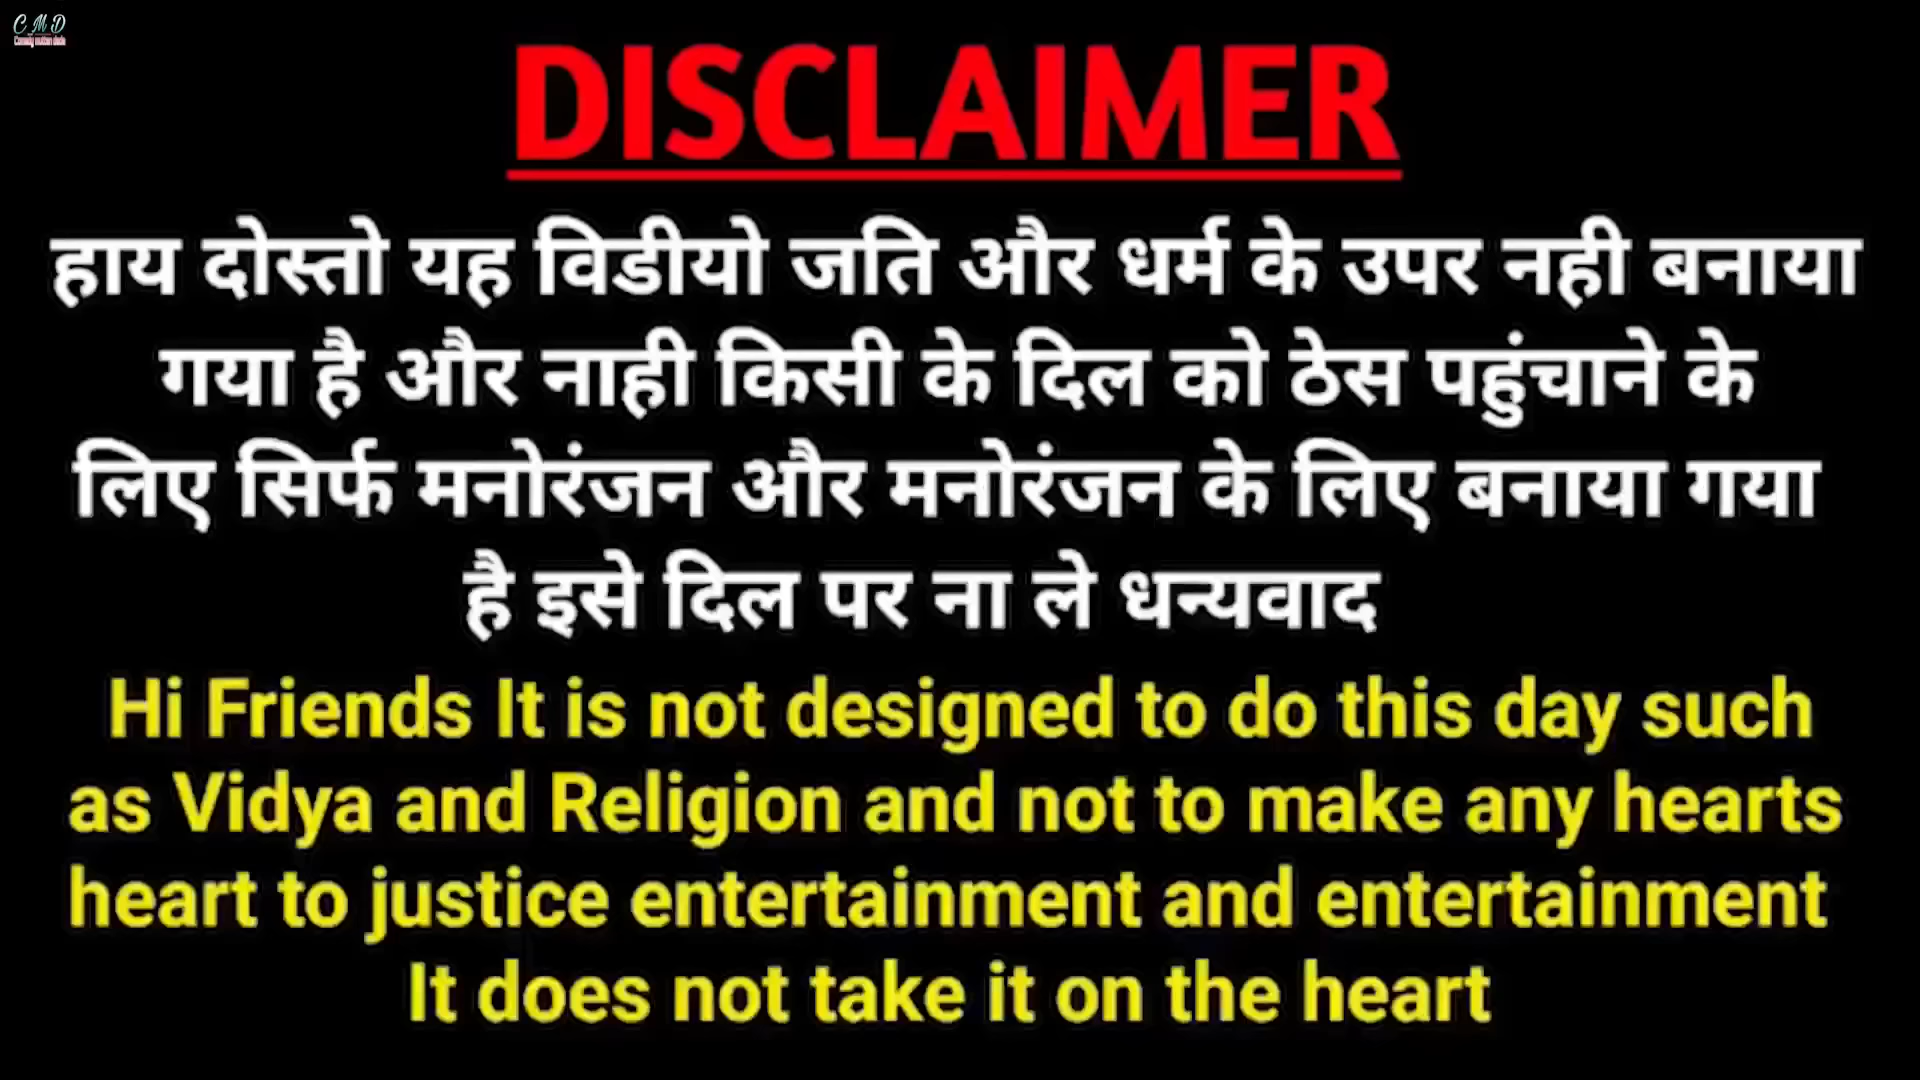 C M D
Comedy mutton dada
DISCLAIMER
हाय दोस्तो यह विडीयो जति और धर्म के उपर नही बनाया
गया है और नाही किसी के दिल को ठेस पहुंचाने के
लिए सिर्फ मनोरंजन और मनोरंजन के लिए बनाया गया
है इसे दिल पर ना ले धन्यवाद
Hi Friends It is not designed to do this day such
as Vidya and Religion and not to make any hearts
heart to justice entertainment and entertainment
It does not take it on the heart